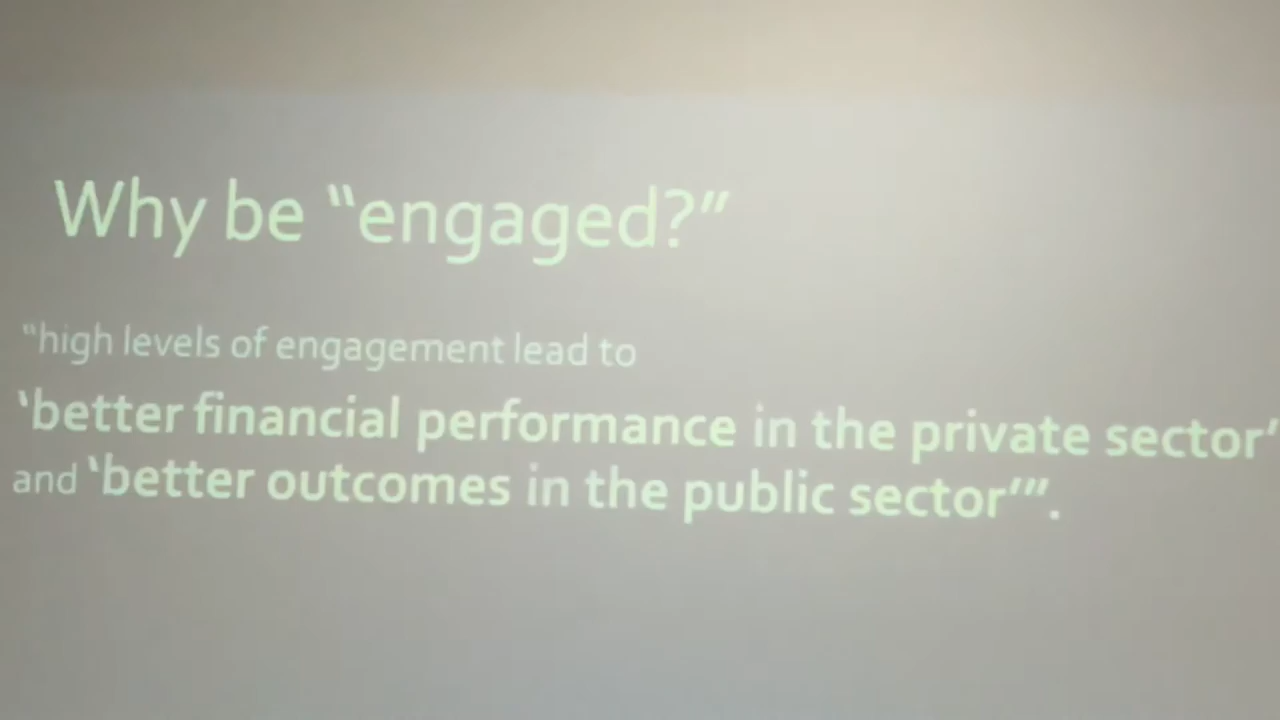 Why be “engaged?”
“high levels of engagement lead to
‘better financial performance in the private sector’
and ‘better outcomes in the public sector’”.